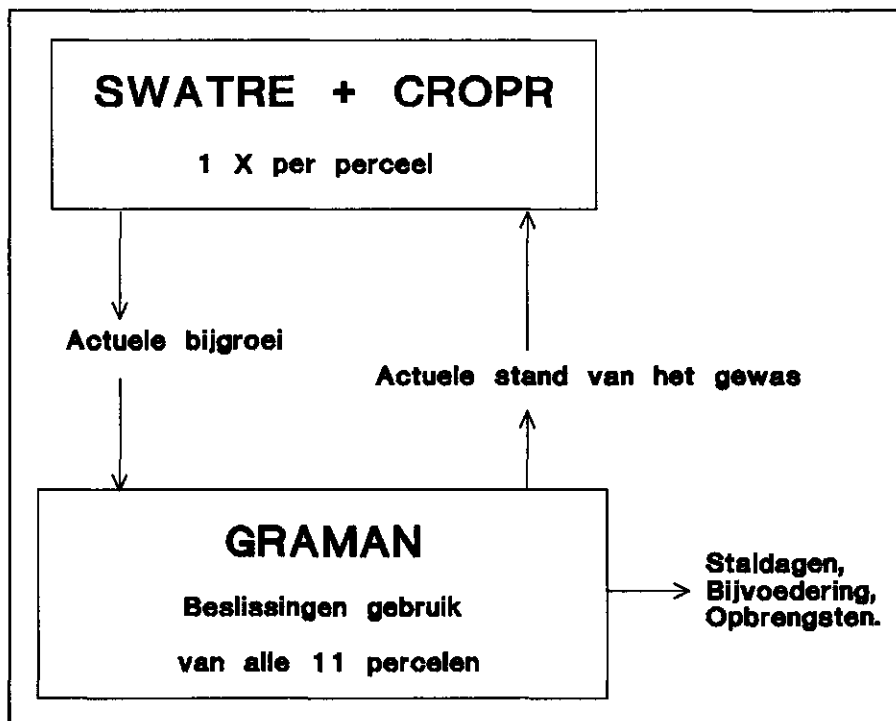 SWATRE + CROPR
1 X per perceel
Actuele bijgroei
Actuele stand van het gewas
GRAMAN
Beslissingen gebruik
van alle 11 percelen
Staldagen,
Bijvoedering,
Opbrengsten.